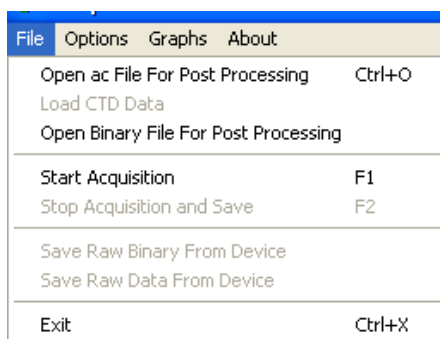 File Options Graphs About
Open ac File For Post Processing Ctrl+O
Load CTD Data
Open Binary File For Post Processing
Start Acquisition F1
Stop Acquisition and Save F2
Save Raw Binary From Device
Save Raw Data From Device
Exit Ctrl+X